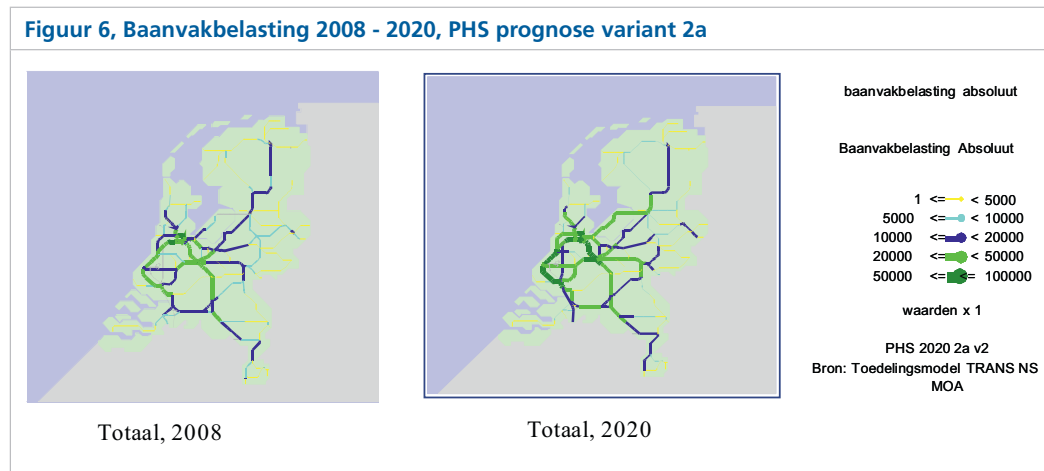 Figuur 6, Baanvakbelasting 2008 - 2020, PHS prognose variant 2a
baanvakbelasting absoluut
Baanvakbelasting Absoluut
1 <= < 5000
5000 <= < 10000
10000 <= < 20000
20000 <= < 50000
50000 <= <= 100000
waarden x 1
PHS 2020 2a v2
Bron: Toedelingsmodel TRANS NS
MOA
Totaal, 2008
Totaal, 2020